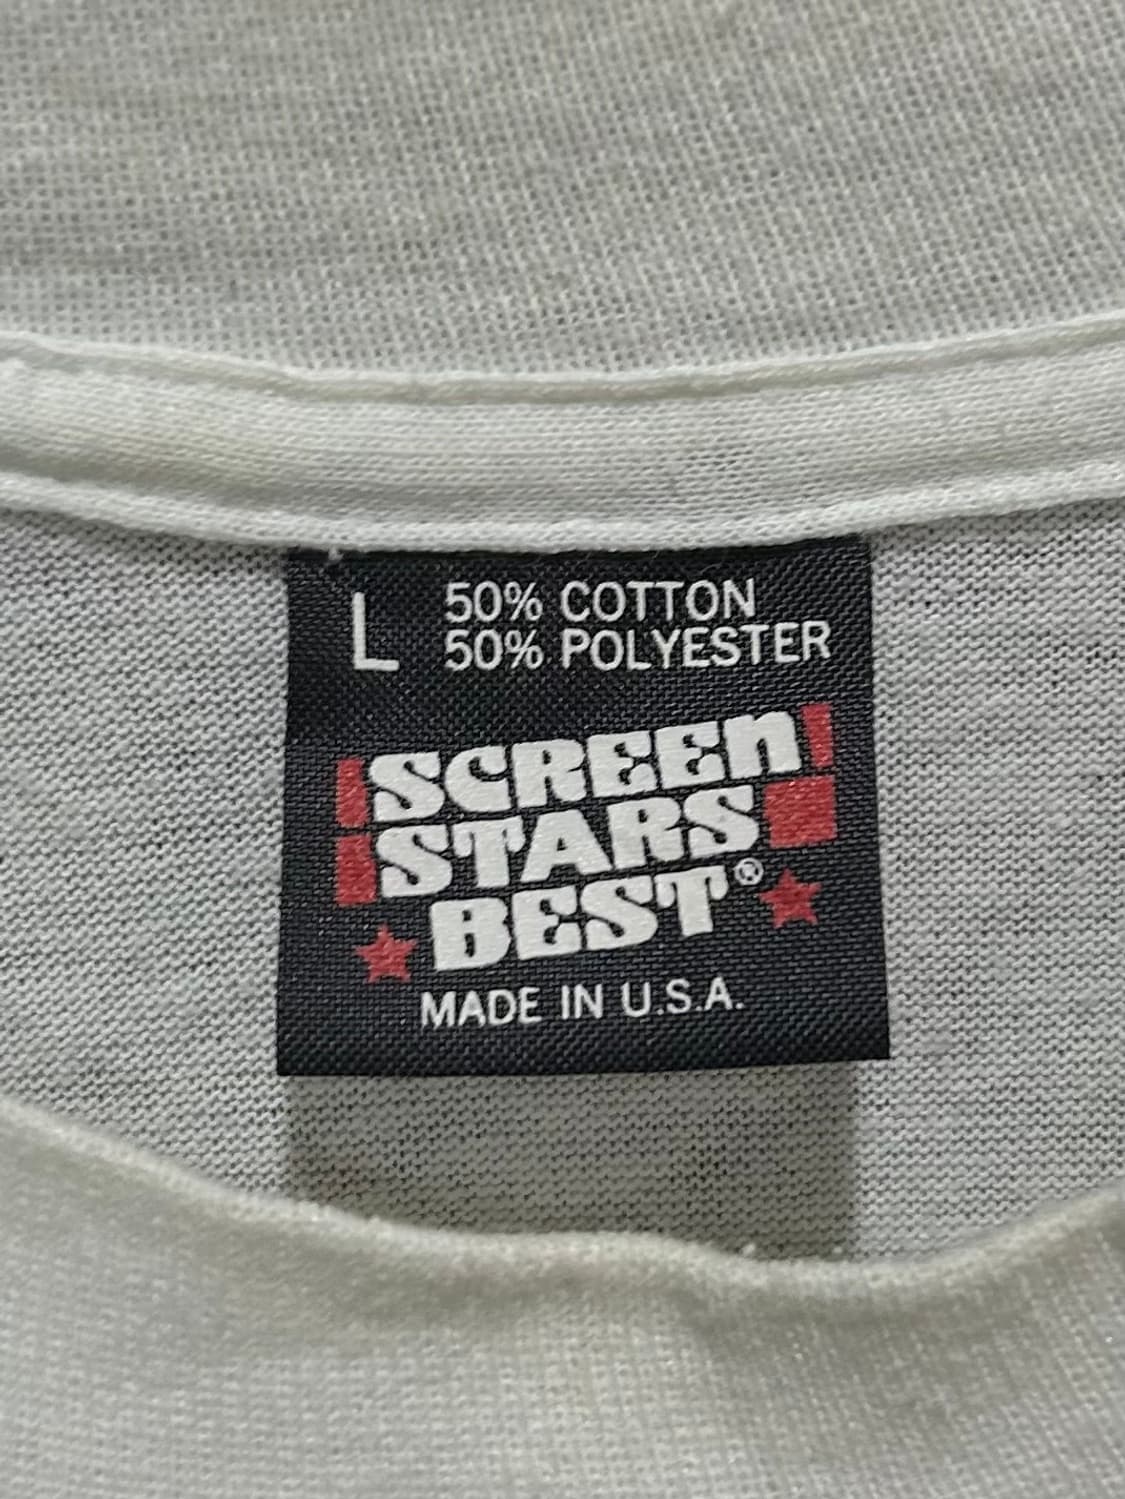 L 50% COTTON
50% POLYESTER
SCREEN
STARS
BEST®
MADE IN U.S.A.